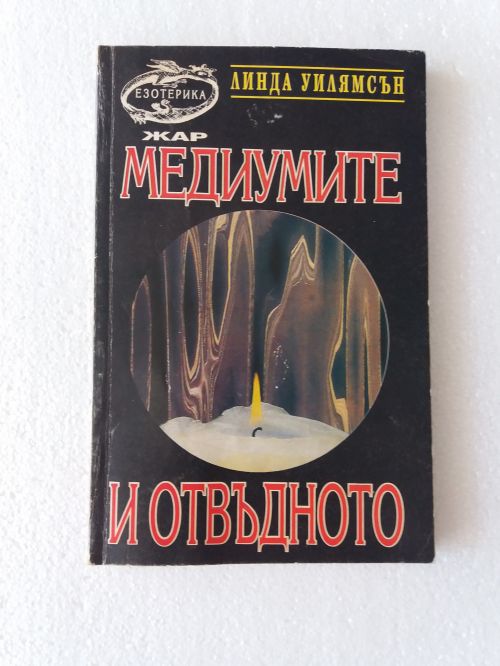 ЕЗОТЕРИКА
ЖАР
ЛИНДА УИЛЯМСЪН
МЕДИУМИТЕ
И ОТВЪДНОТО